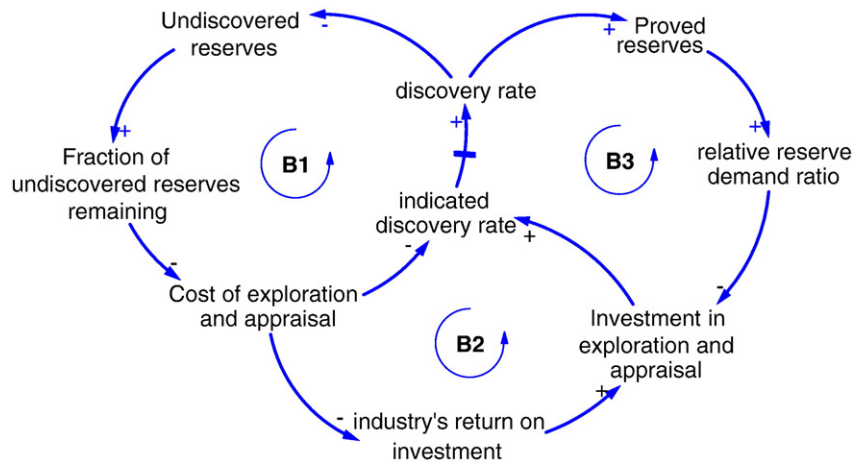 Undiscovered
reserves
-
+
Proved
reserves
discovery rate
+
+
+
Fraction of
undiscovered reserves
remaining
B1
B3
relative reserve
demand ratio
indicated
discovery rate
-
+
-
Cost of exploration
and appraisal
-
B2
Investment in
exploration and
appraisal
+
-
industry's return on
investment